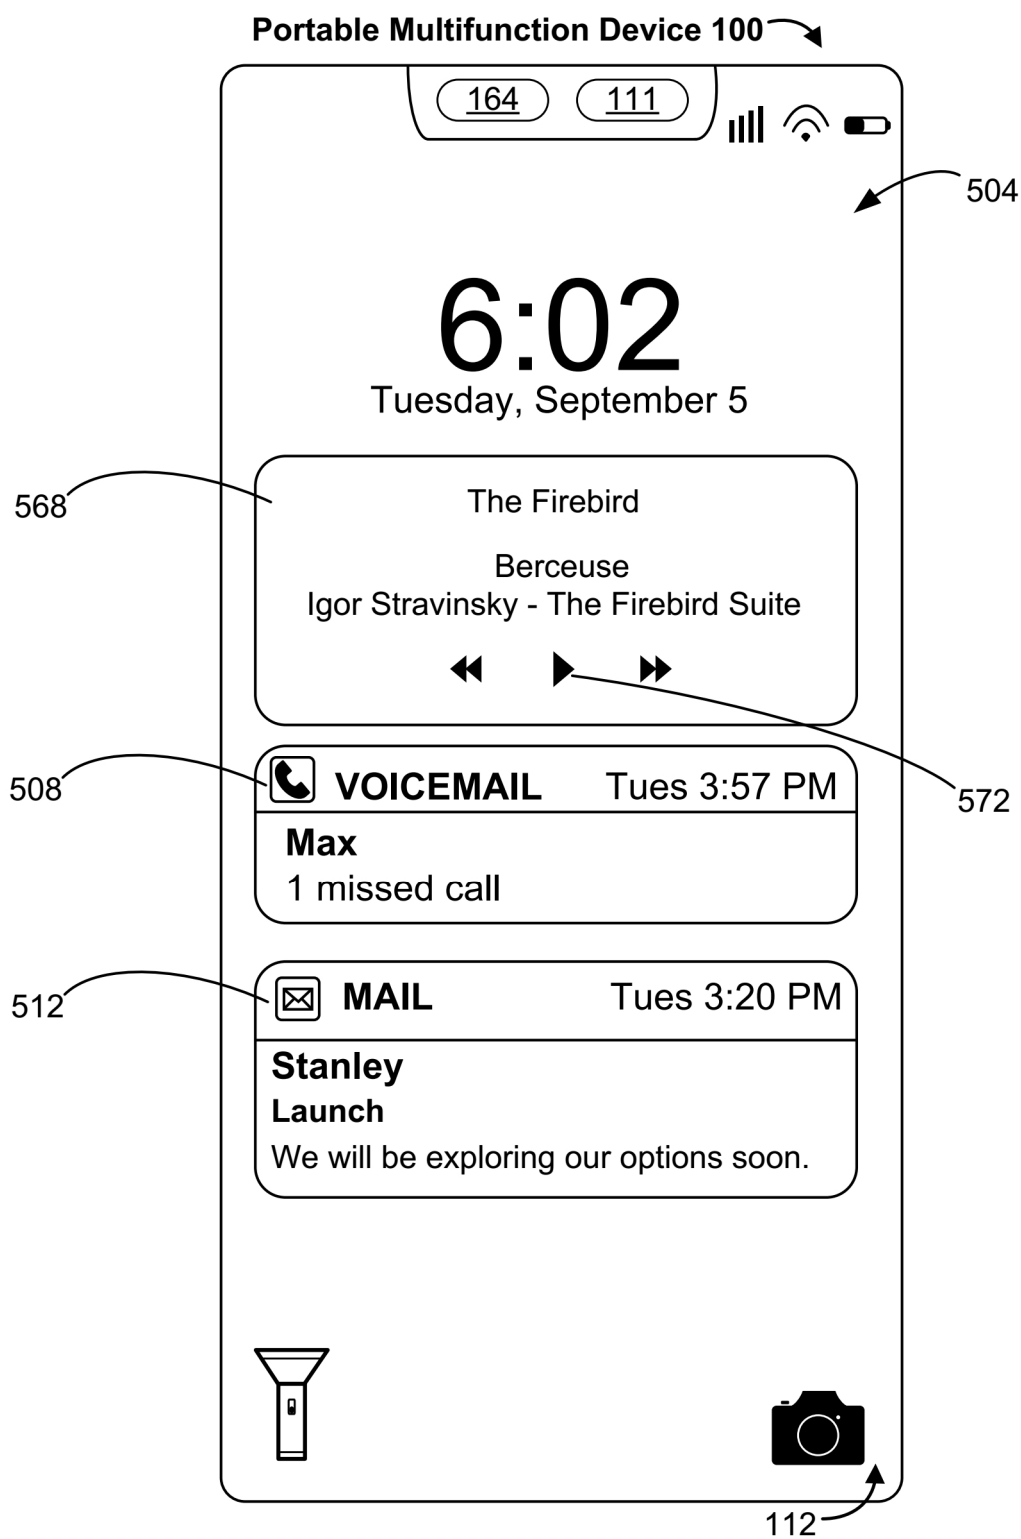 Portable Multifunction Device 100
164 111
504
6:02
Tuesday, September 5
568
The Firebird
Berceuse
Igor Stravinsky - The Firebird Suite
572
508
VOICEMAIL Tues 3:57 PM
Max
1 missed call
512
MAIL Tues 3:20 PM
Stanley
Launch
We will be exploring our options soon.
112